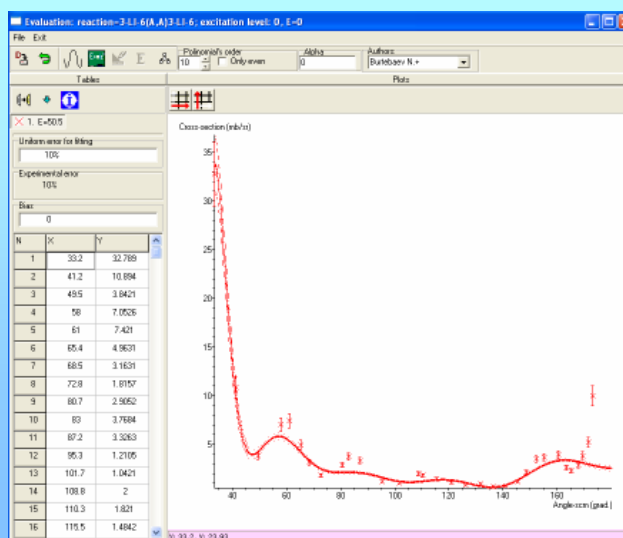 Evaluation: reaction=3-LI-6(A,A)3-LI-6; excitation level: 0, E=0
File Exit
Polinomial's order
10
Only even
Alpha
0
Authors
Burtebaev N.+
Tables
Plots
1. E=50.5
Uniform error for fitting
10%
Experimental error
10%
Bias
0
N X Y
1 33.2 32.789
2 41.2 10.894
3 49.5 3.8421
4 58 7.0526
5 61 7.421
6 65.4 4.9631
7 68.5 3.1631
8 72.8 1.8157
9 80.7 2.9052
10 83 3.7684
11 87.2 3.3263
12 95.3 1.2105
13 101.7 1.0421
14 108.8 2
15 110.3 1.821
16 115.5 1.4842
Cross-section (mb/sr)
35
30
25
20
15
10
5
40 60 80 100 120 140 160
Angle-scm (grad.)
X: 33.2 Y: 23.93